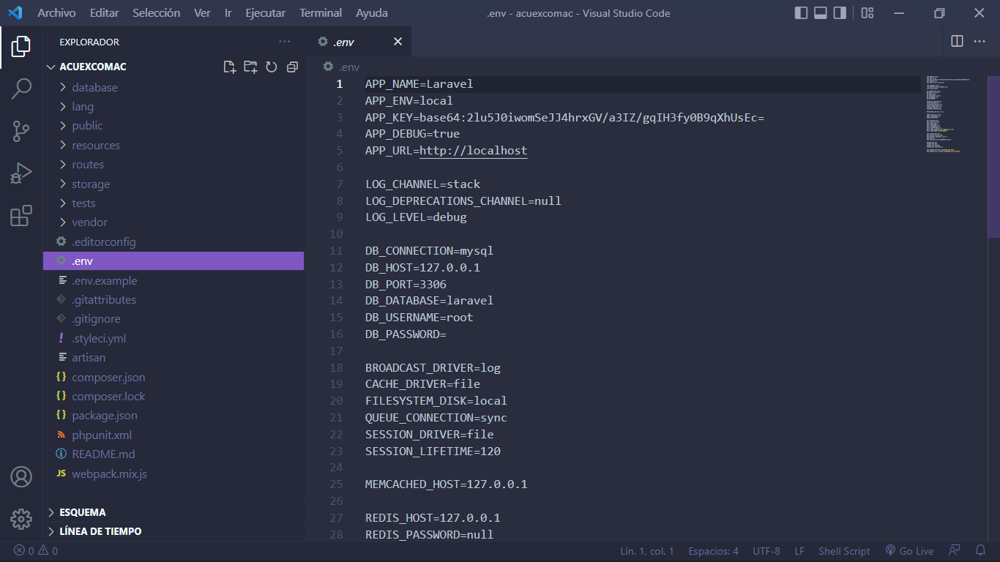 Archivo Editar Selección Ver Ir Ejecutar Terminal Ayuda .env - acuexcomac - Visual Studio Code
EXPLORADOR
ACUEXCOMAC
database
lang
public
resources
routes
storage
tests
vendor
.editorconfig
.env
.env.example
.gitattributes
.gitignore
.styleci.yml
artisan
composer.json
composer.lock
package.json
phpunit.xml
README.md
JS webpack.mix.js
ESQUEMA
LÍNEA DE TIEMPO
.env
.env
1 APP_NAME=Laravel
2 APP_ENV=local
3 APP_KEY=base64:2lu5J0iwomSeJJ4hrxGV/a3IZ/gqIH3fy0B9qXhUsEc=
4 APP_DEBUG=true
5 APP_URL=http://localhost
6
7 LOG_CHANNEL=stack
8 LOG_DEPRECATIONS_CHANNEL=null
9 LOG_LEVEL=debug
10
11 DB_CONNECTION=mysql
12 DB_HOST=127.0.0.1
13 DB_PORT=3306
14 DB_DATABASE=laravel
15 DB_USERNAME=root
16 DB_PASSWORD=
17
18 BROADCAST_DRIVER=log
19 CACHE_DRIVER=file
20 FILESYSTEM_DISK=local
21 QUEUE_CONNECTION=sync
22 SESSION_DRIVER=file
23 SESSION_LIFETIME=120
24
25 MEMCACHED_HOST=127.0.0.1
26
27 REDIS_HOST=127.0.0.1
28 REDIS_PASSWORD=null
0 0 Lín. 1, col. 1 Espacios: 4 UTF-8 LF Shell Script Go Live